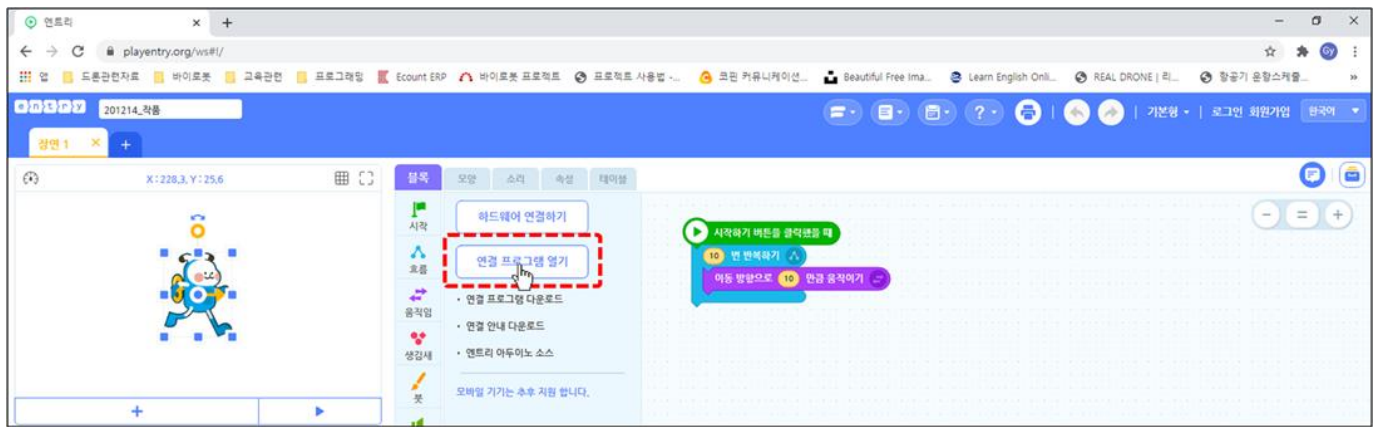 엔트리
playentry.org/ws#!/
Gy
앱 드론관련자료 바이로봇 교육관련 프로그래밍 Ecount ERP 바이로봇 프로젝트 프로젝트 사용법 -... 코핀 커뮤니케이션... Beautiful Free Ima... Learn English Onli... REAL DRONE | 리... 항공기 운항스케줄... »
entry 201214_작품 기본형 | 로그인 회원가입 한국어
장면 1
X : 228.3, Y : 25.6 블록 모양 소리 속성 테이블
시작 하드웨어 연결하기
시작하기 버튼을 클릭했을 때
10 번 반복하기
흐름 연결 프로그램 열기
이동 방향으로 10 만큼 움직이기
움직임 • 연결 프로그램 다운로드
• 연결 안내 다운로드
생김새 • 엔트리 아두이노 소스
붓 모바일 기기는 추후 지원 합니다.